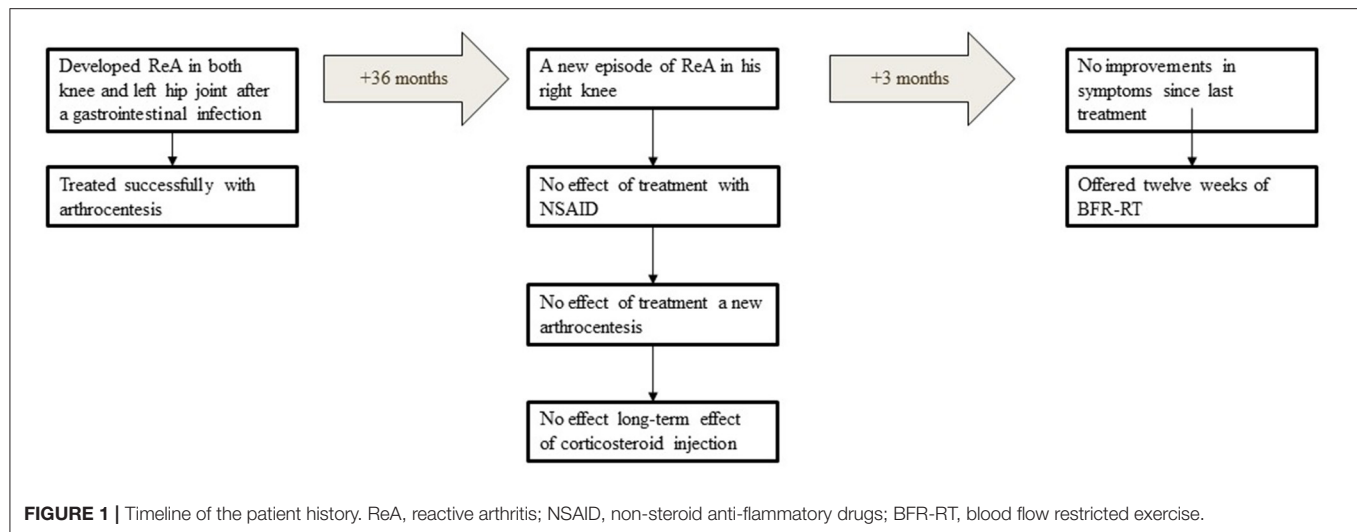 Developed ReA in both
knee and left hip joint after
a gastrointestinal infection
Treated successfully with
arthrocentesis
+36 months
A new episode of ReA in his
right knee
No effect of treatment with
NSAID
No effect of treatment a new
arthrocentesis
No effect long-term effect
of corticosteroid injection
+3 months
No improvements in
symptoms since last
treatment
Offered twelve weeks of
BFR-RT
FIGURE 1 | Timeline of the patient history. ReA, reactive arthritis; NSAID, non-steroid anti-flammatory drugs; BFR-RT, blood flow restricted exercise.